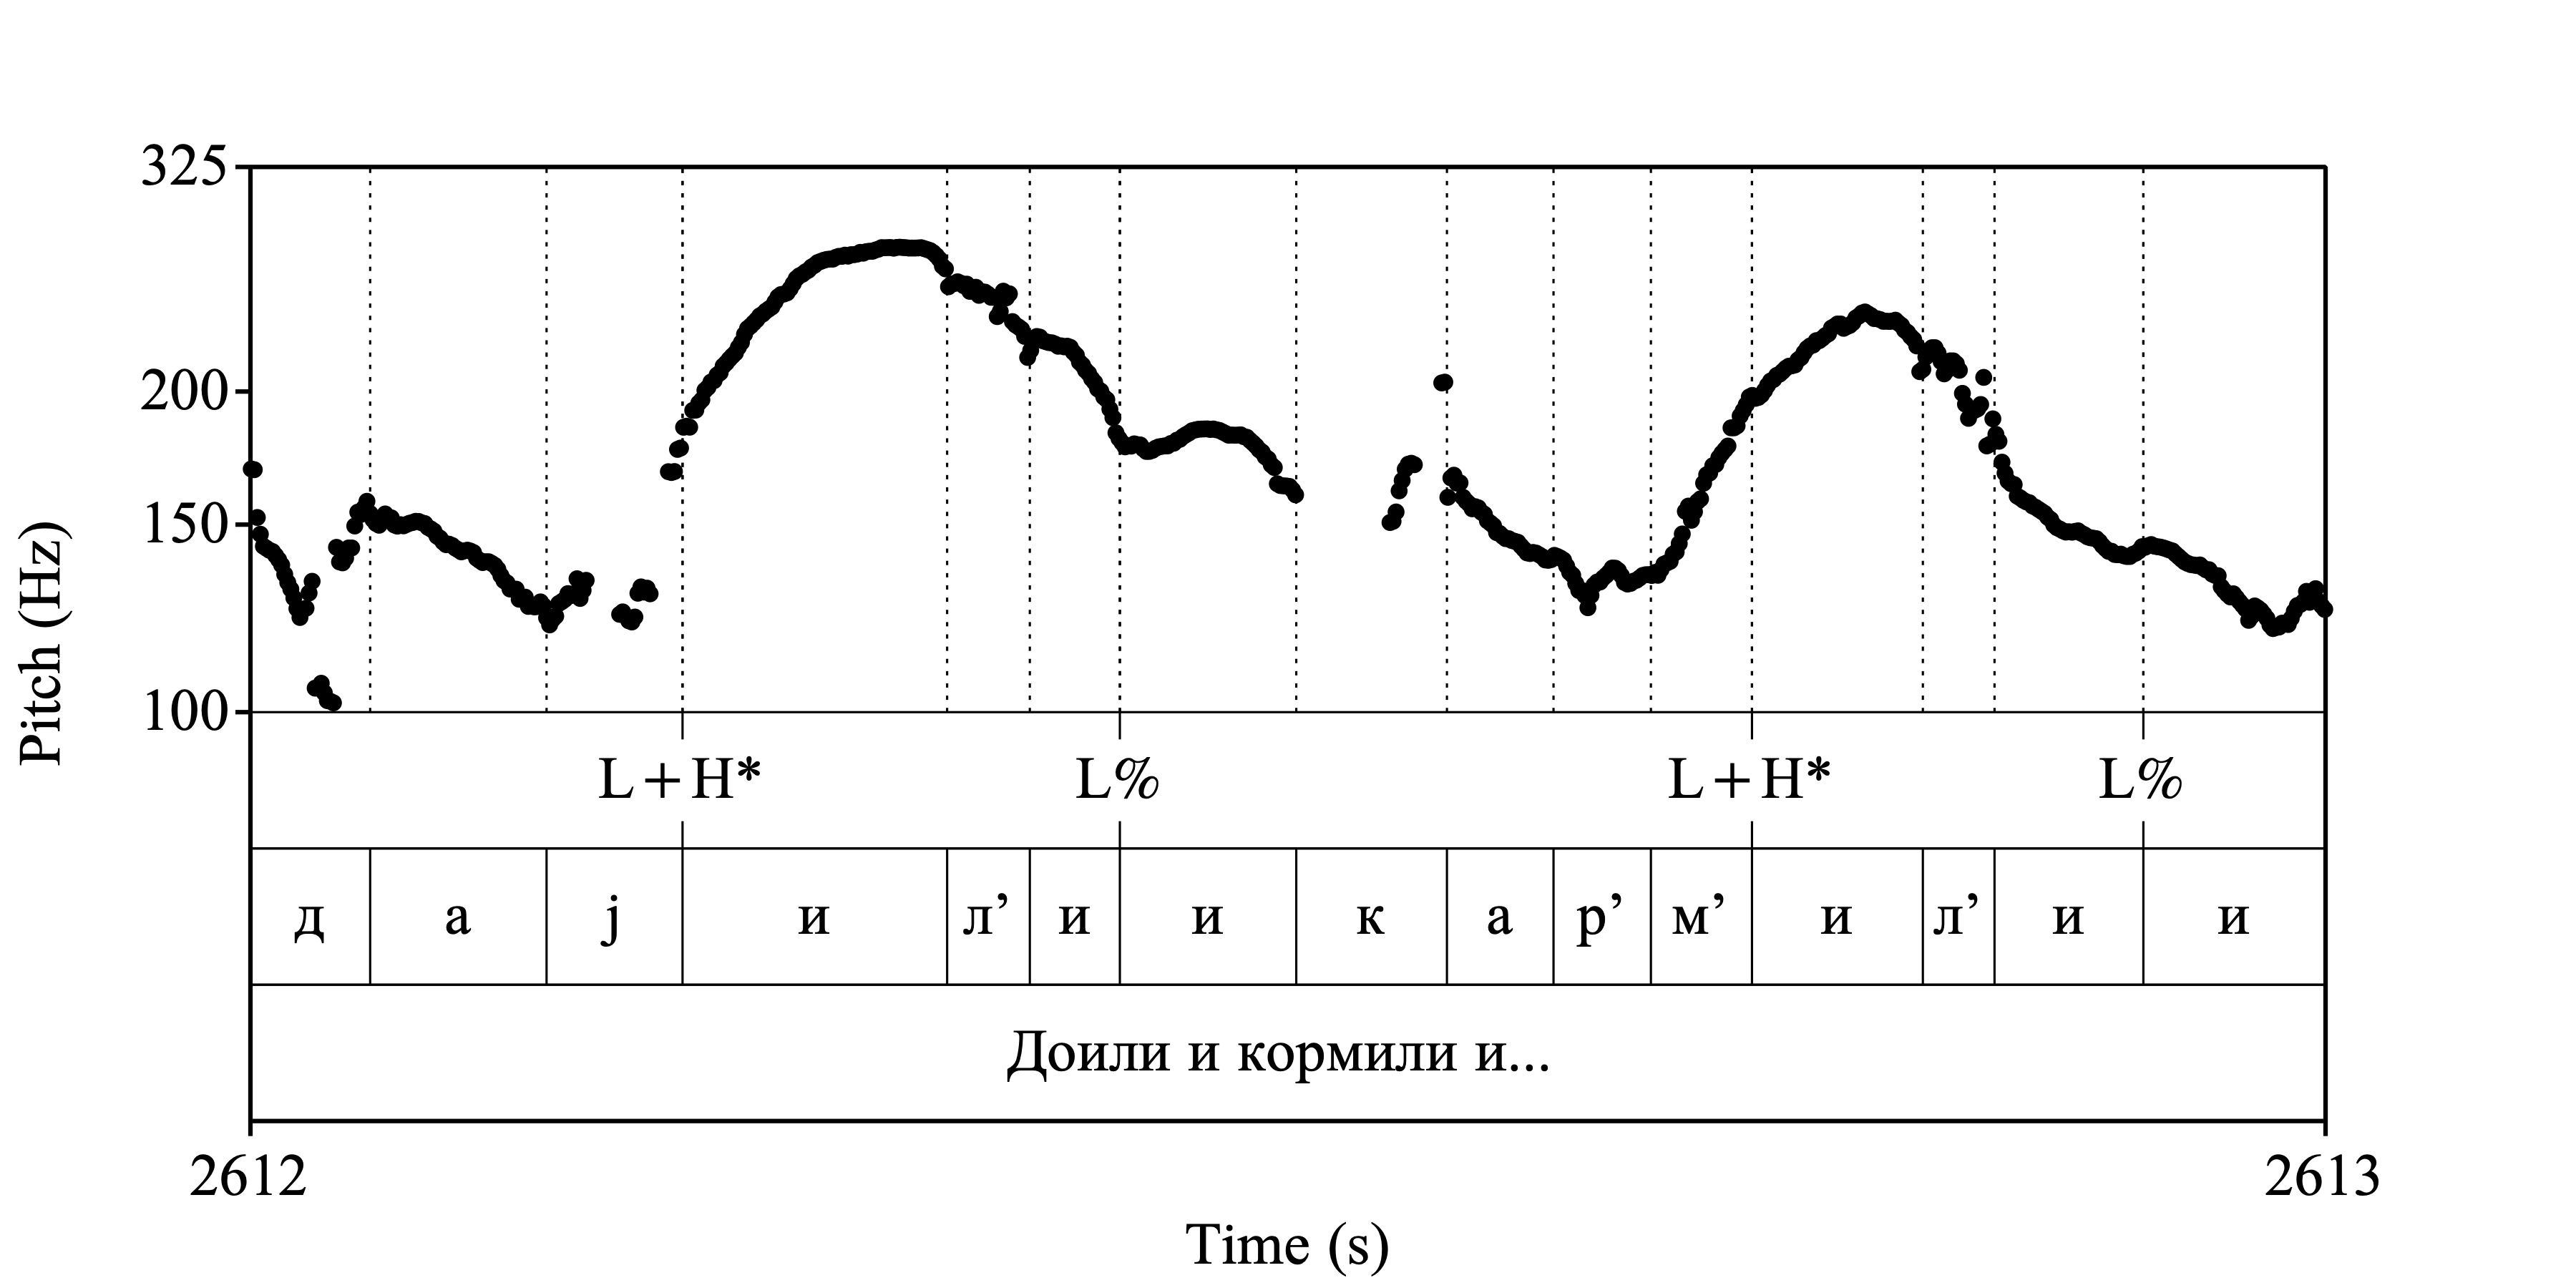 325
200
150
100
Pitch (Hz)
L+H* L% L+H* L%
д а j и л’ и и к а р’ м’ и л’ и и
Доили и кормили и...
2612 2613
Time (s)